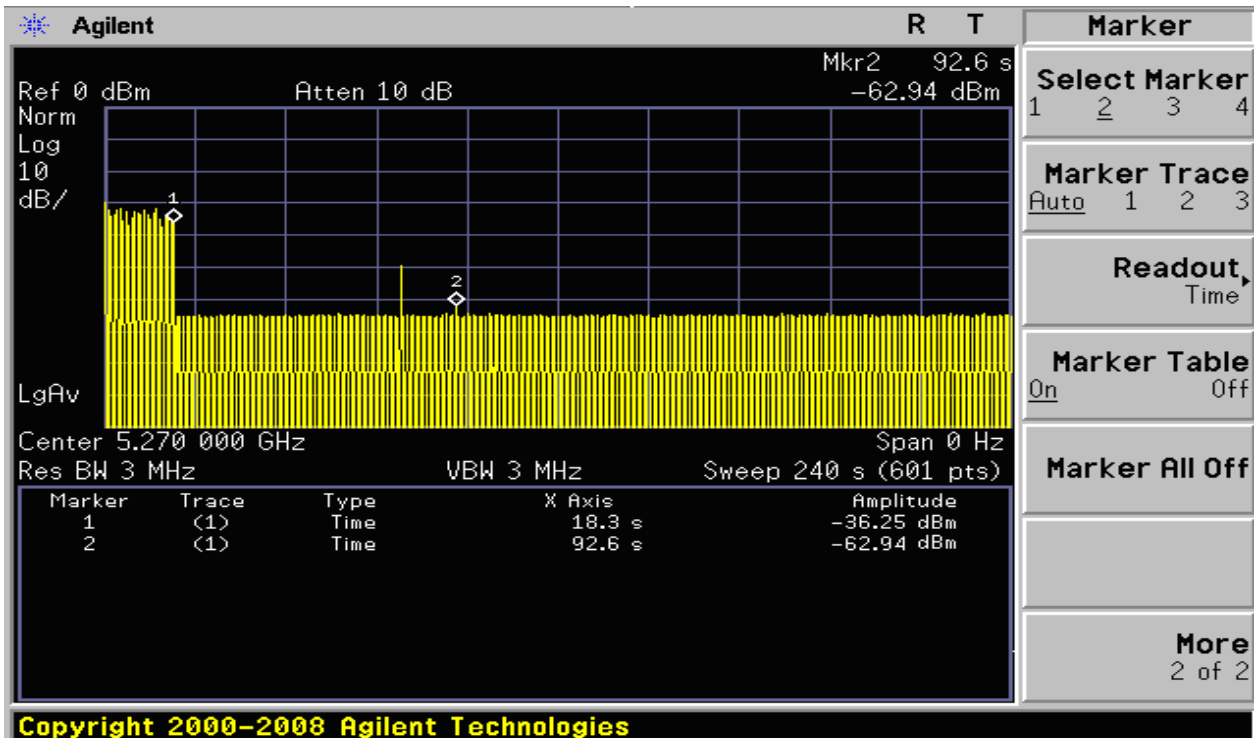 Agilent R T
Mkr2 92.6 s
Ref 0 dBm Atten 10 dB -62.94 dBm
Norm
Log
10
dB/
1
2
LgAv
Center 5.270 000 GHz Span 0 Hz
Res BW 3 MHz VBW 3 MHz Sweep 240 s (601 pts)
Marker Trace Type X Axis Amplitude
1 (1) Time 18.3 s -36.25 dBm
2 (1) Time 92.6 s -62.94 dBm
Marker
Select Marker
1 2 3 4
Marker Trace
Auto 1 2 3
Readout
Time
Marker Table
On Off
Marker All Off
More
2 of 2
Copyright 2000-2008 Agilent Technologies